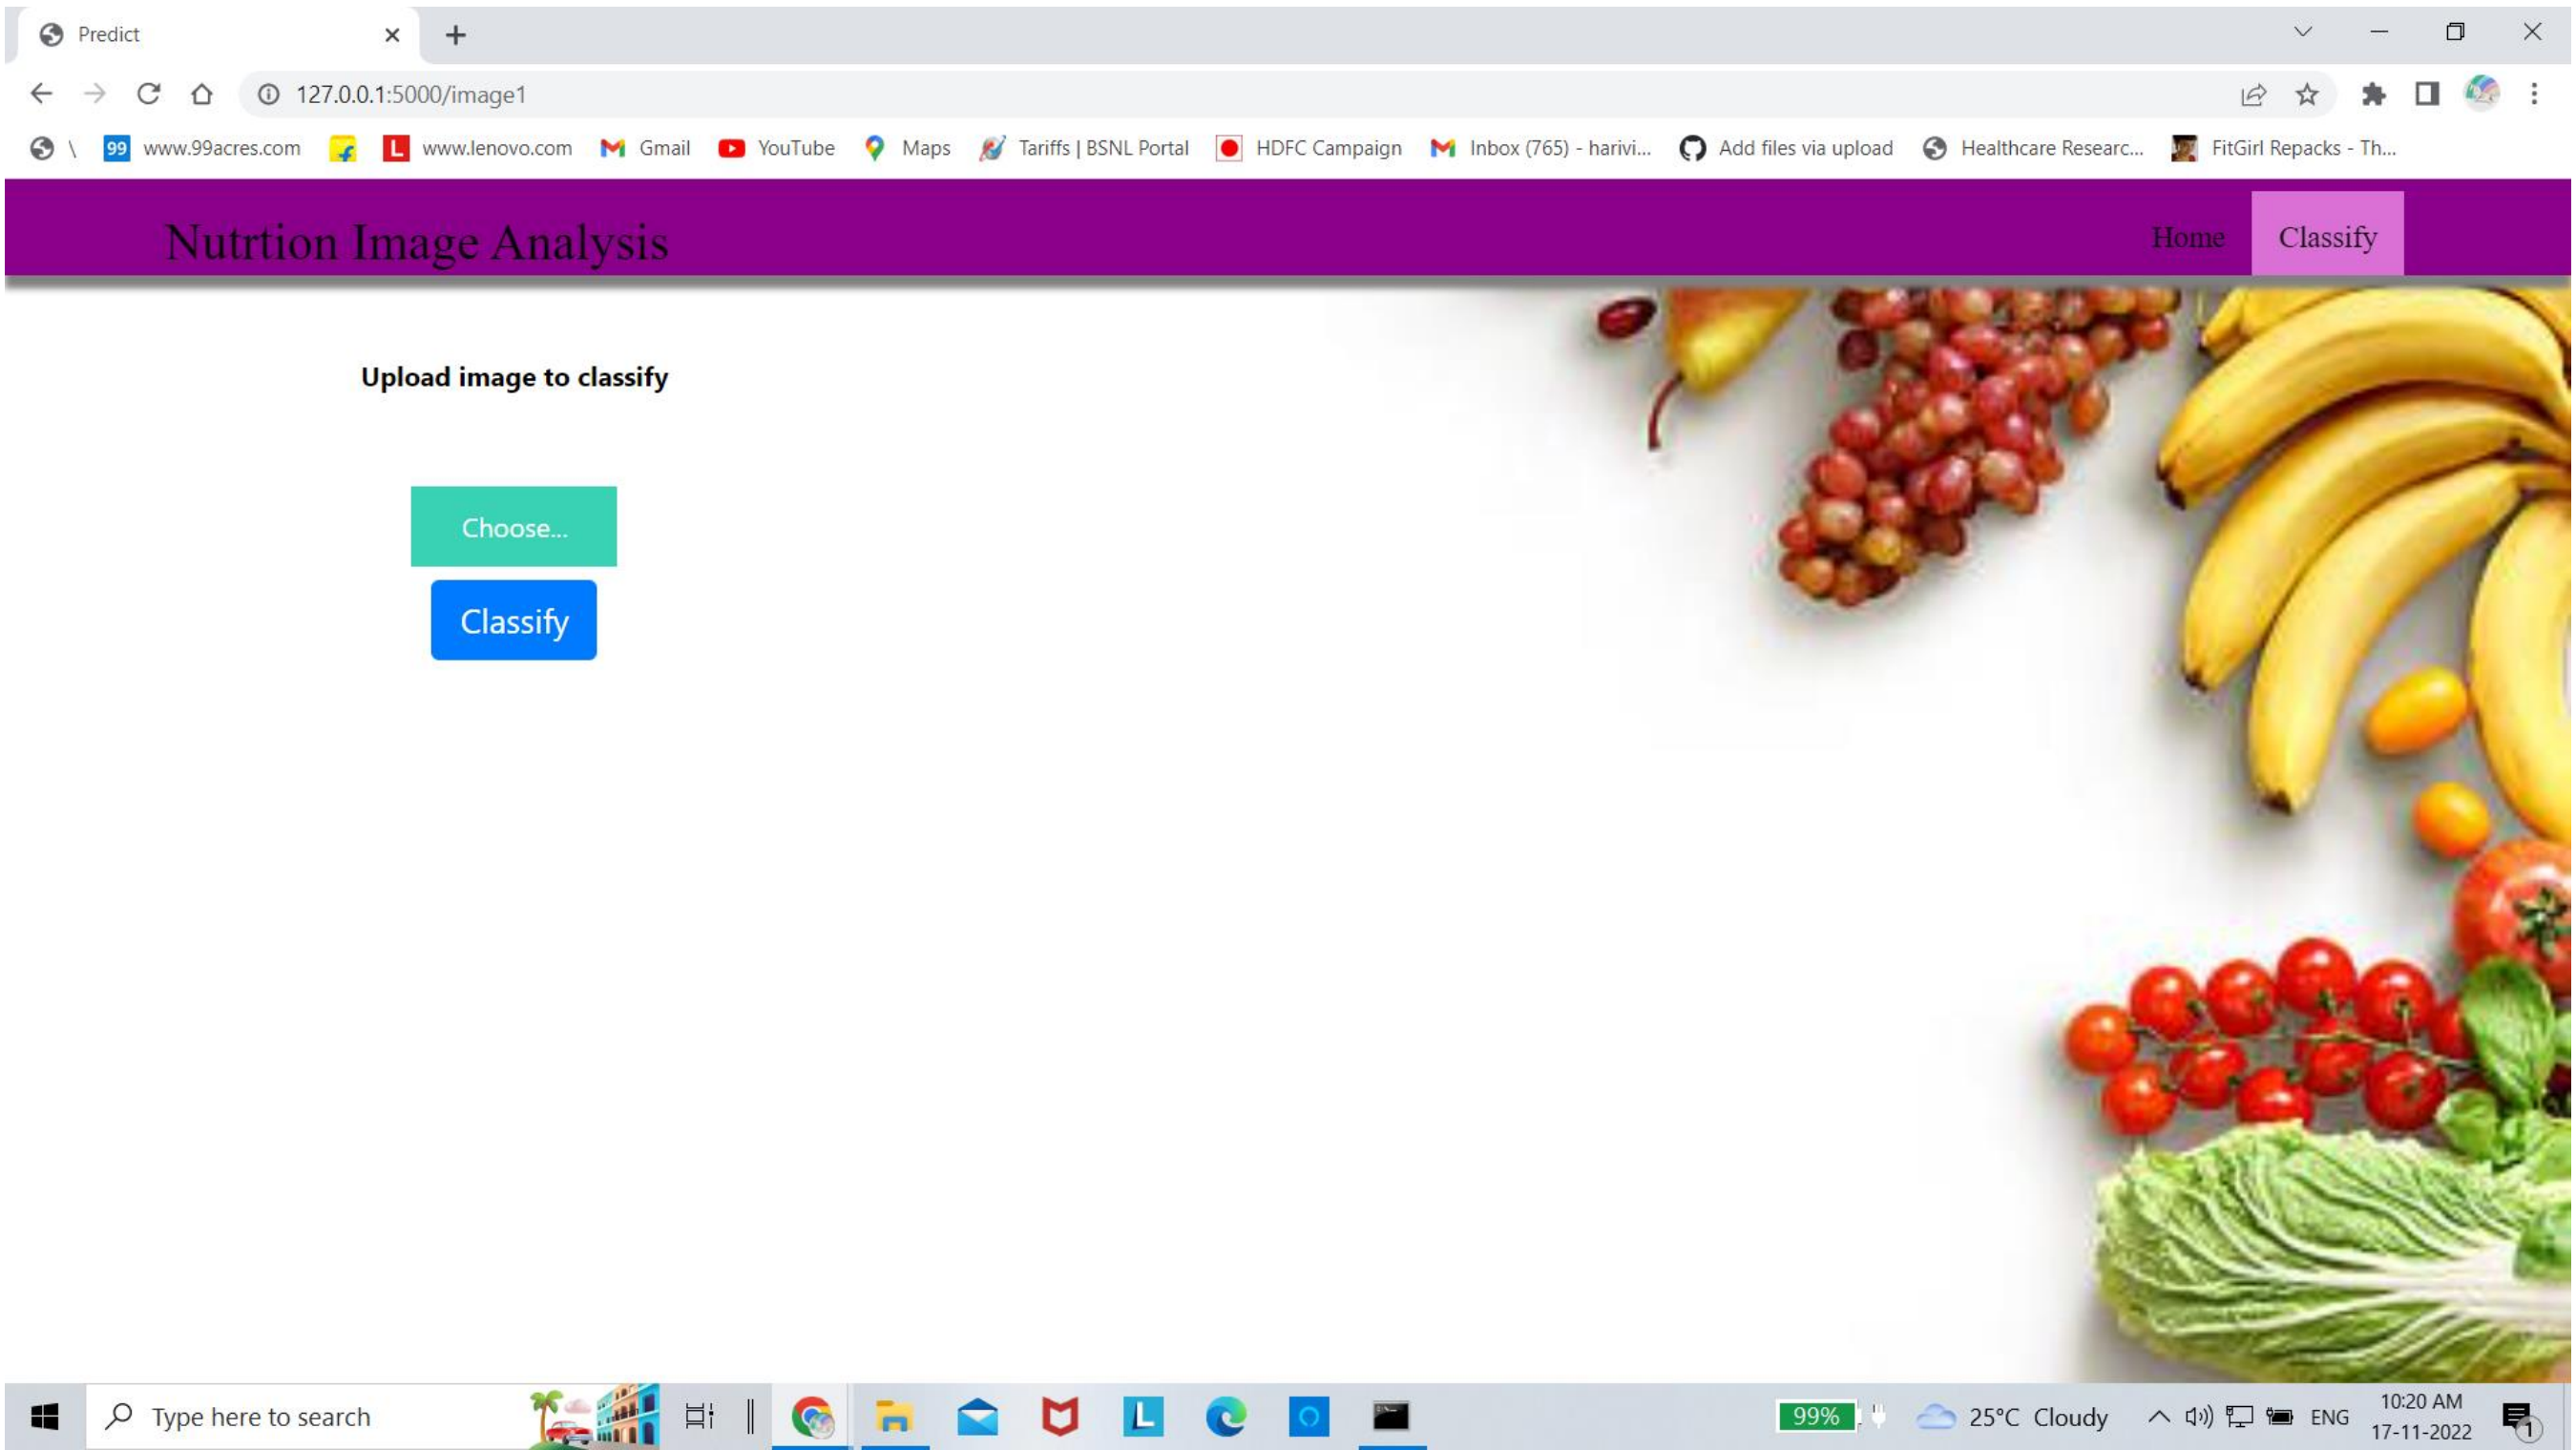 Predict
127.0.0.1:5000/image1
\ 99 www.99acres.com L www.lenovo.com Gmail YouTube Maps Tariffs | BSNL Portal HDFC Campaign Inbox (765) - harivi... Add files via upload Healthcare Researc... FitGirl Repacks - Th...
Nutrtion Image Analysis Home Classify
Upload image to classify
Choose...
Classify
Type here to search L 99% 25°C Cloudy ENG 10:20 AM
17-11-2022 1